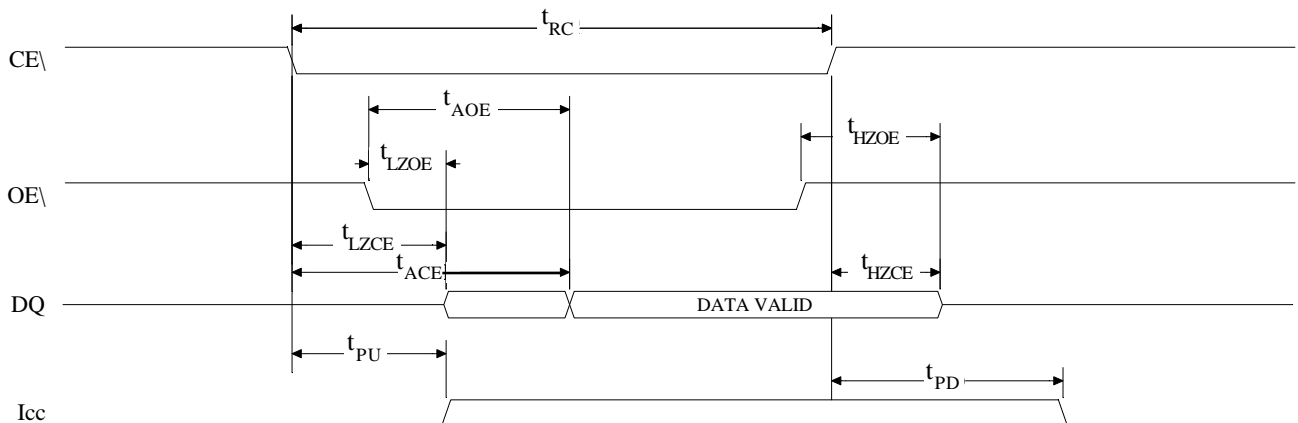 tRC
CE\
tAOE
tHZOE
tLZOE
OE\
tLZCE
tACE
tHZCE
DQ
DATA VALID
tPU
tPD
Icc